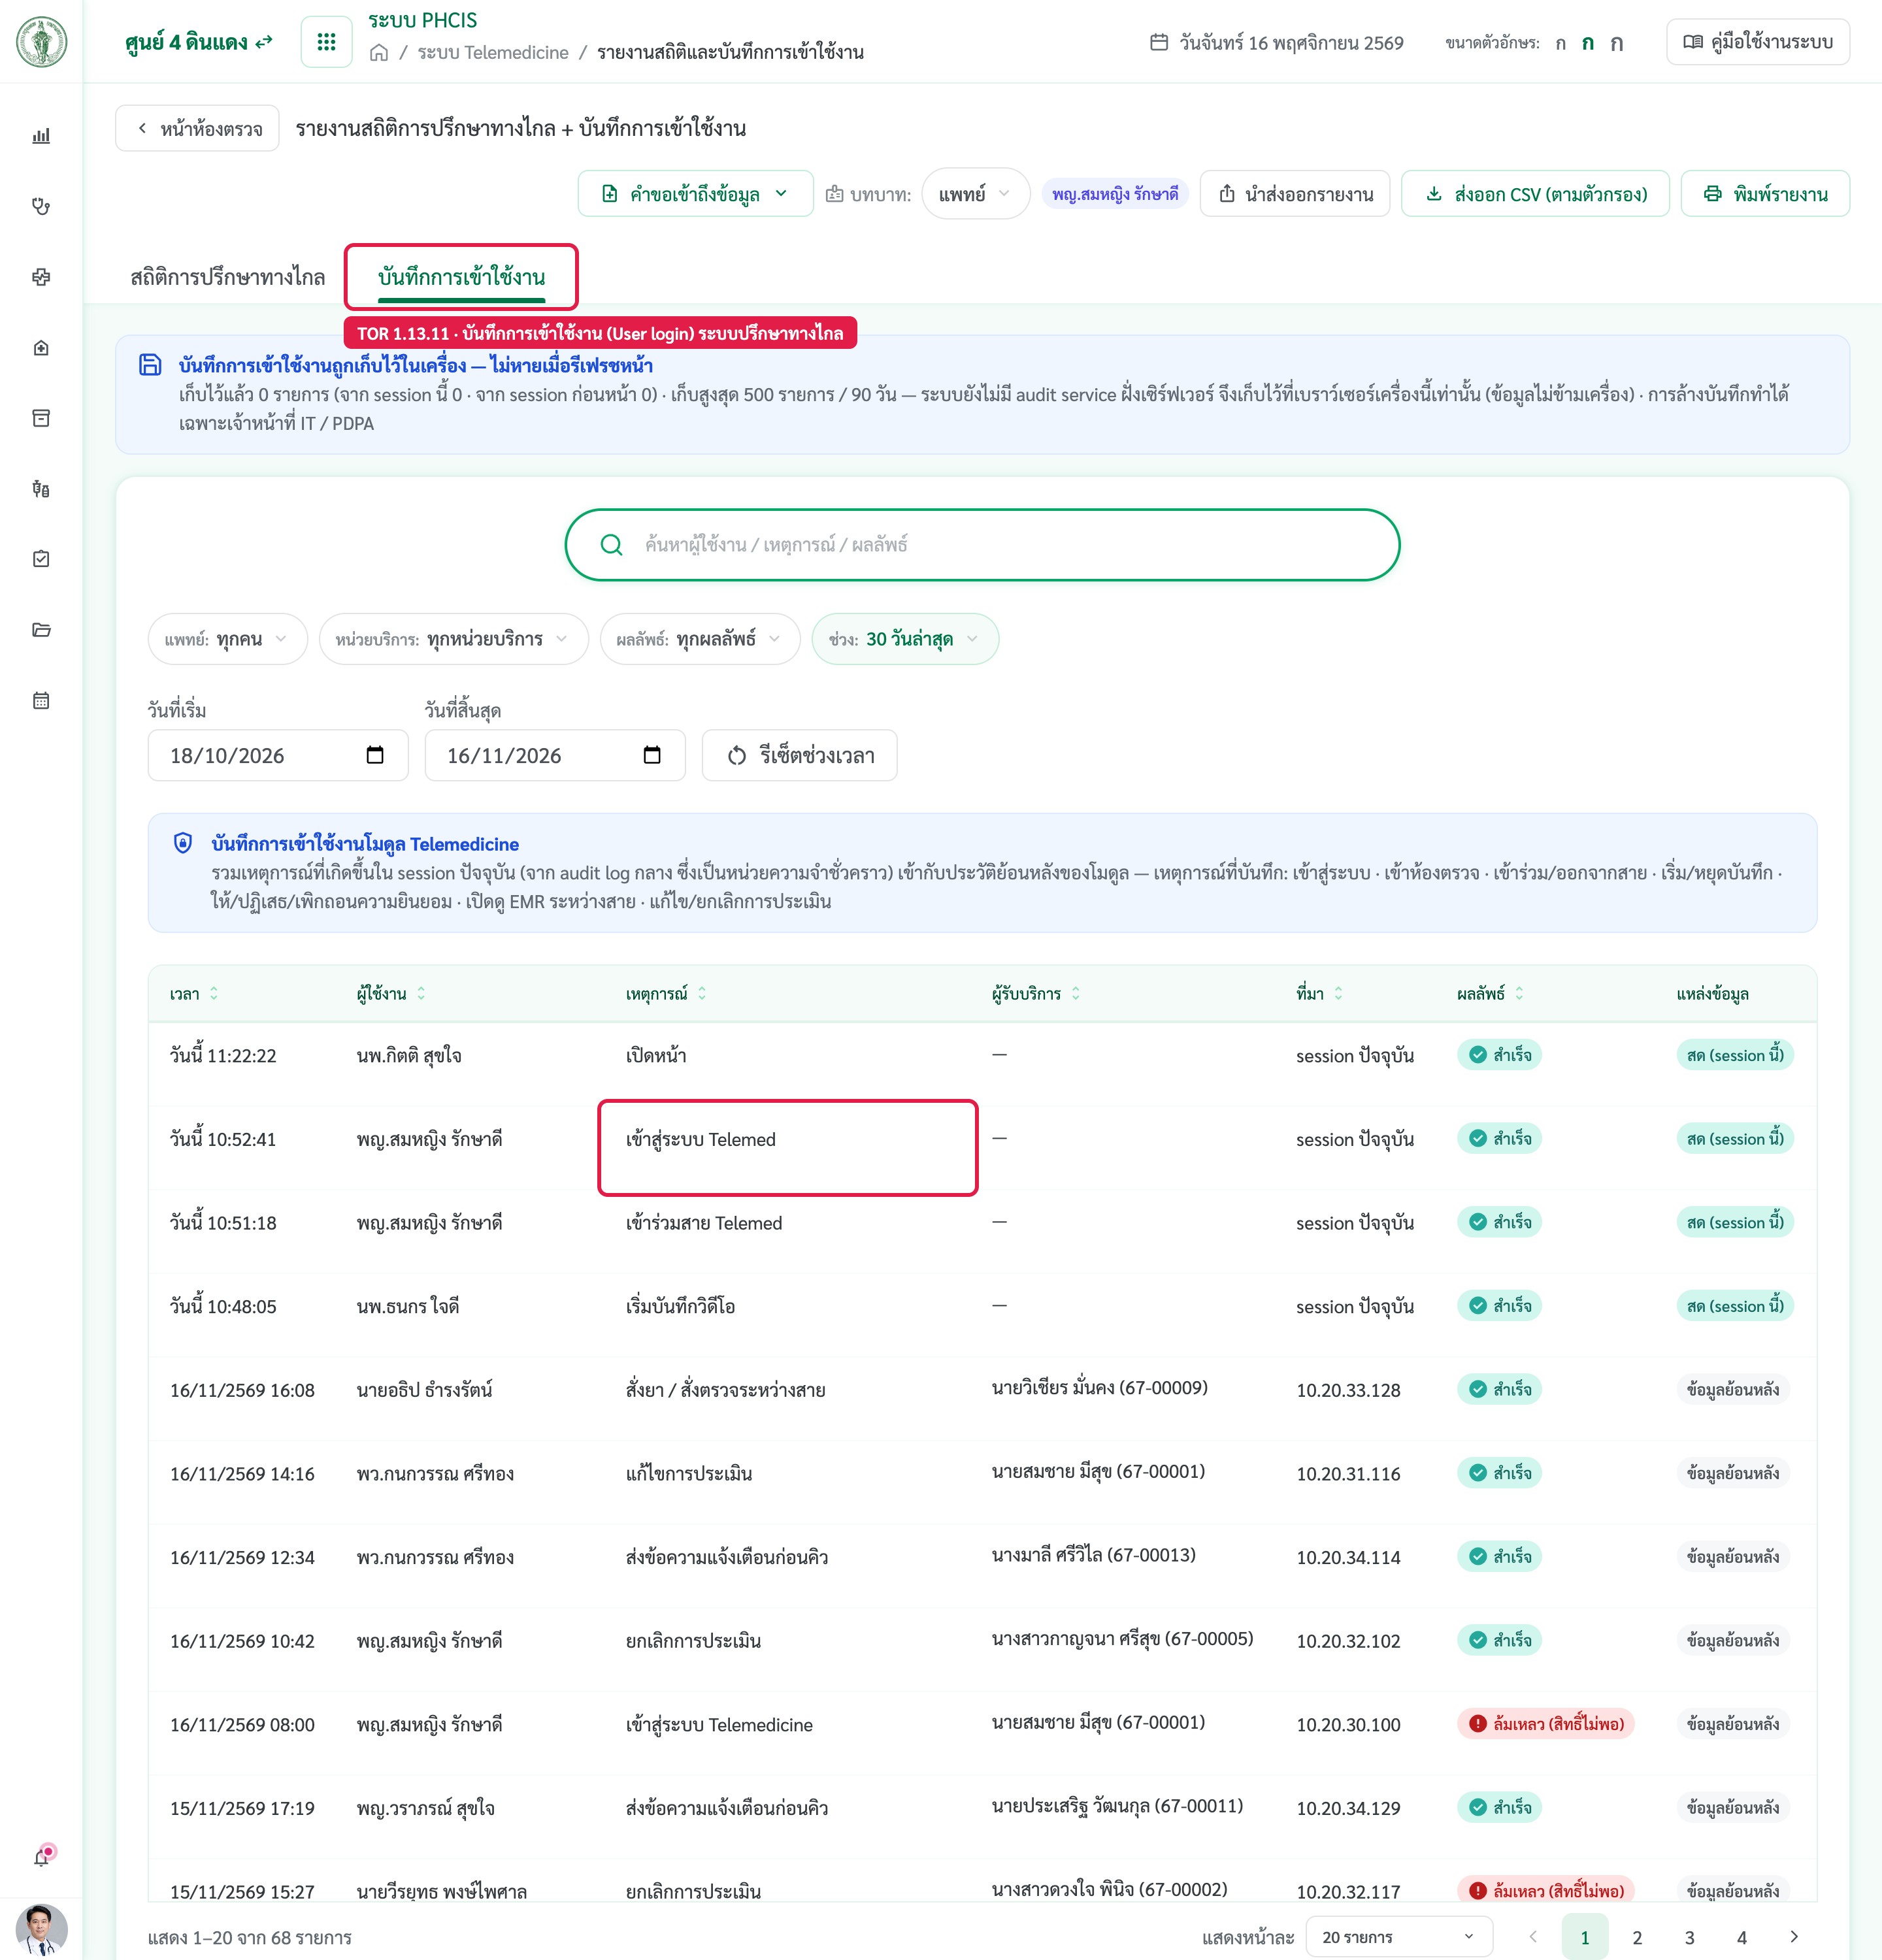 ศูนย์ 4 ดินแดง
ระบบ PHCIS
/ ระบบ Telemedicine / รายงานสถิติและบันทึกการเข้าใช้งาน
วันจันทร์ 16 พฤศจิกายน 2569
ขนาดตัวอักษร: ก ก ก
คู่มือใช้งานระบบ
หน้าห้องตรวจ
รายงานสถิติการปรึกษาทางไกล + บันทึกการเข้าใช้งาน
คำขอเข้าถึงข้อมูล
บทบาท: แพทย์
พญ.สมหญิง รักษาดี
นำส่งออกรายงาน
ส่งออก CSV (ตามตัวกรอง)
พิมพ์รายงาน
สถิติการปรึกษาทางไกล
บันทึกการเข้าใช้งาน
TOR 1.13.11 · บันทึกการเข้าใช้งาน (User login) ระบบปรึกษาทางไกล
บันทึกการเข้าใช้งานถูกเก็บไว้ในเครื่อง — ไม่หายเมื่อรีเฟรชหน้า
เก็บไว้แล้ว 0 รายการ (จาก session นี้ 0 · จาก session ก่อนหน้า 0) · เก็บสูงสุด 500 รายการ / 90 วัน — ระบบยังไม่มี audit service ฝั่งเซิร์ฟเวอร์ จึงเก็บไว้ที่เบราว์เซอร์เครื่องนี้เท่านั้น (ข้อมูลไม่ข้ามเครื่อง) · การล้างบันทึกทำได้
เฉพาะเจ้าหน้าที่ IT / PDPA
ค้นหาผู้ใช้งาน / เหตุการณ์ / ผลลัพธ์
แพทย์: ทุกคน
หน่วยบริการ: ทุกหน่วยบริการ
ผลลัพธ์: ทุกผลลัพธ์
ช่วง: 30 วันล่าสุด
วันที่เริ่ม
วันที่สิ้นสุด
18/10/2026
16/11/2026
รีเซ็ตช่วงเวลา
บันทึกการเข้าใช้งานโมดูล Telemedicine
รวมเหตุการณ์ที่เกิดขึ้นใน session ปัจจุบัน (จาก audit log กลาง ซึ่งเป็นหน่วยความจำชั่วคราว) เข้ากับประวัติย้อนหลังของโมดูล — เหตุการณ์ที่บันทึก: เข้าสู่ระบบ · เข้าห้องตรวจ · เข้าร่วม/ออกจากสาย · เริ่ม/หยุดบันทึก ·
ให้/ปฏิเสธ/เพิกถอนความยินยอม · เปิดดู EMR ระหว่างสาย · แก้ไข/ยกเลิกการประเมิน
เวลา ผู้ใช้งาน เหตุการณ์ ผู้รับบริการ ที่มา ผลลัพธ์ แหล่งข้อมูล
วันนี้ 11:22:22 นพ.กิตติ สุขใจ เปิดหน้า — session ปัจจุบัน สำเร็จ สด (session นี้)
วันนี้ 10:52:41 พญ.สมหญิง รักษาดี เข้าสู่ระบบ Telemed — session ปัจจุบัน สำเร็จ สด (session นี้)
วันนี้ 10:51:18 พญ.สมหญิง รักษาดี เข้าร่วมสาย Telemed — session ปัจจุบัน สำเร็จ สด (session นี้)
วันนี้ 10:48:05 นพ.ธนกร ใจดี เริ่มบันทึกวิดีโอ — session ปัจจุบัน สำเร็จ สด (session นี้)
16/11/2569 16:08 นายอธิป ธำรงรัตน์ สั่งยา / สั่งตรวจระหว่างสาย นายวิเชียร มั่นคง (67-00009) 10.20.33.128 สำเร็จ ข้อมูลย้อนหลัง
16/11/2569 14:16 พว.กนกวรรณ ศรีทอง แก้ไขการประเมิน นายสมชาย มีสุข (67-00001) 10.20.31.116 สำเร็จ ข้อมูลย้อนหลัง
16/11/2569 12:34 พว.กนกวรรณ ศรีทอง ส่งข้อความแจ้งเตือนก่อนคิว นางมาลี ศรีวิไล (67-00013) 10.20.34.114 สำเร็จ ข้อมูลย้อนหลัง
16/11/2569 10:42 พญ.สมหญิง รักษาดี ยกเลิกการประเมิน นางสาวกาญจนา ศรีสุข (67-00005) 10.20.32.102 สำเร็จ ข้อมูลย้อนหลัง
16/11/2569 08:00 พญ.สมหญิง รักษาดี เข้าสู่ระบบ Telemedicine นายสมชาย มีสุข (67-00001) 10.20.30.100 ล้มเหลว (สิทธิ์ไม่พอ) ข้อมูลย้อนหลัง
15/11/2569 17:19 พญ.วราภรณ์ สุขใจ ส่งข้อความแจ้งเตือนก่อนคิว นายประเสริฐ วัฒนกุล (67-00011) 10.20.34.129 สำเร็จ ข้อมูลย้อนหลัง
15/11/2569 15:27 นายวีรยุทธ พงษ์ไพศาล ยกเลิกการประเมิน นางสาวดวงใจ พินิจ (67-00002) 10.20.32.117 ล้มเหลว (สิทธิ์ไม่พอ) ข้อมูลย้อนหลัง
แสดง 1–20 จาก 68 รายการ
แสดงหน้าละ 20 รายการ
1 2 3 4